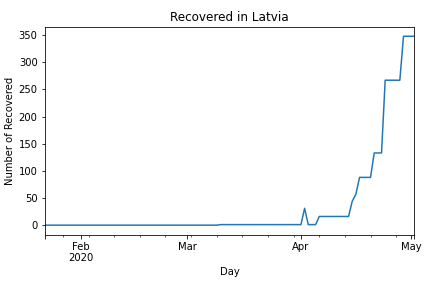 Recovered in Latvia
Number of Recovered
350
300
250
200
150
100
50
0
Feb
2020
Mar
Apr
May
Day